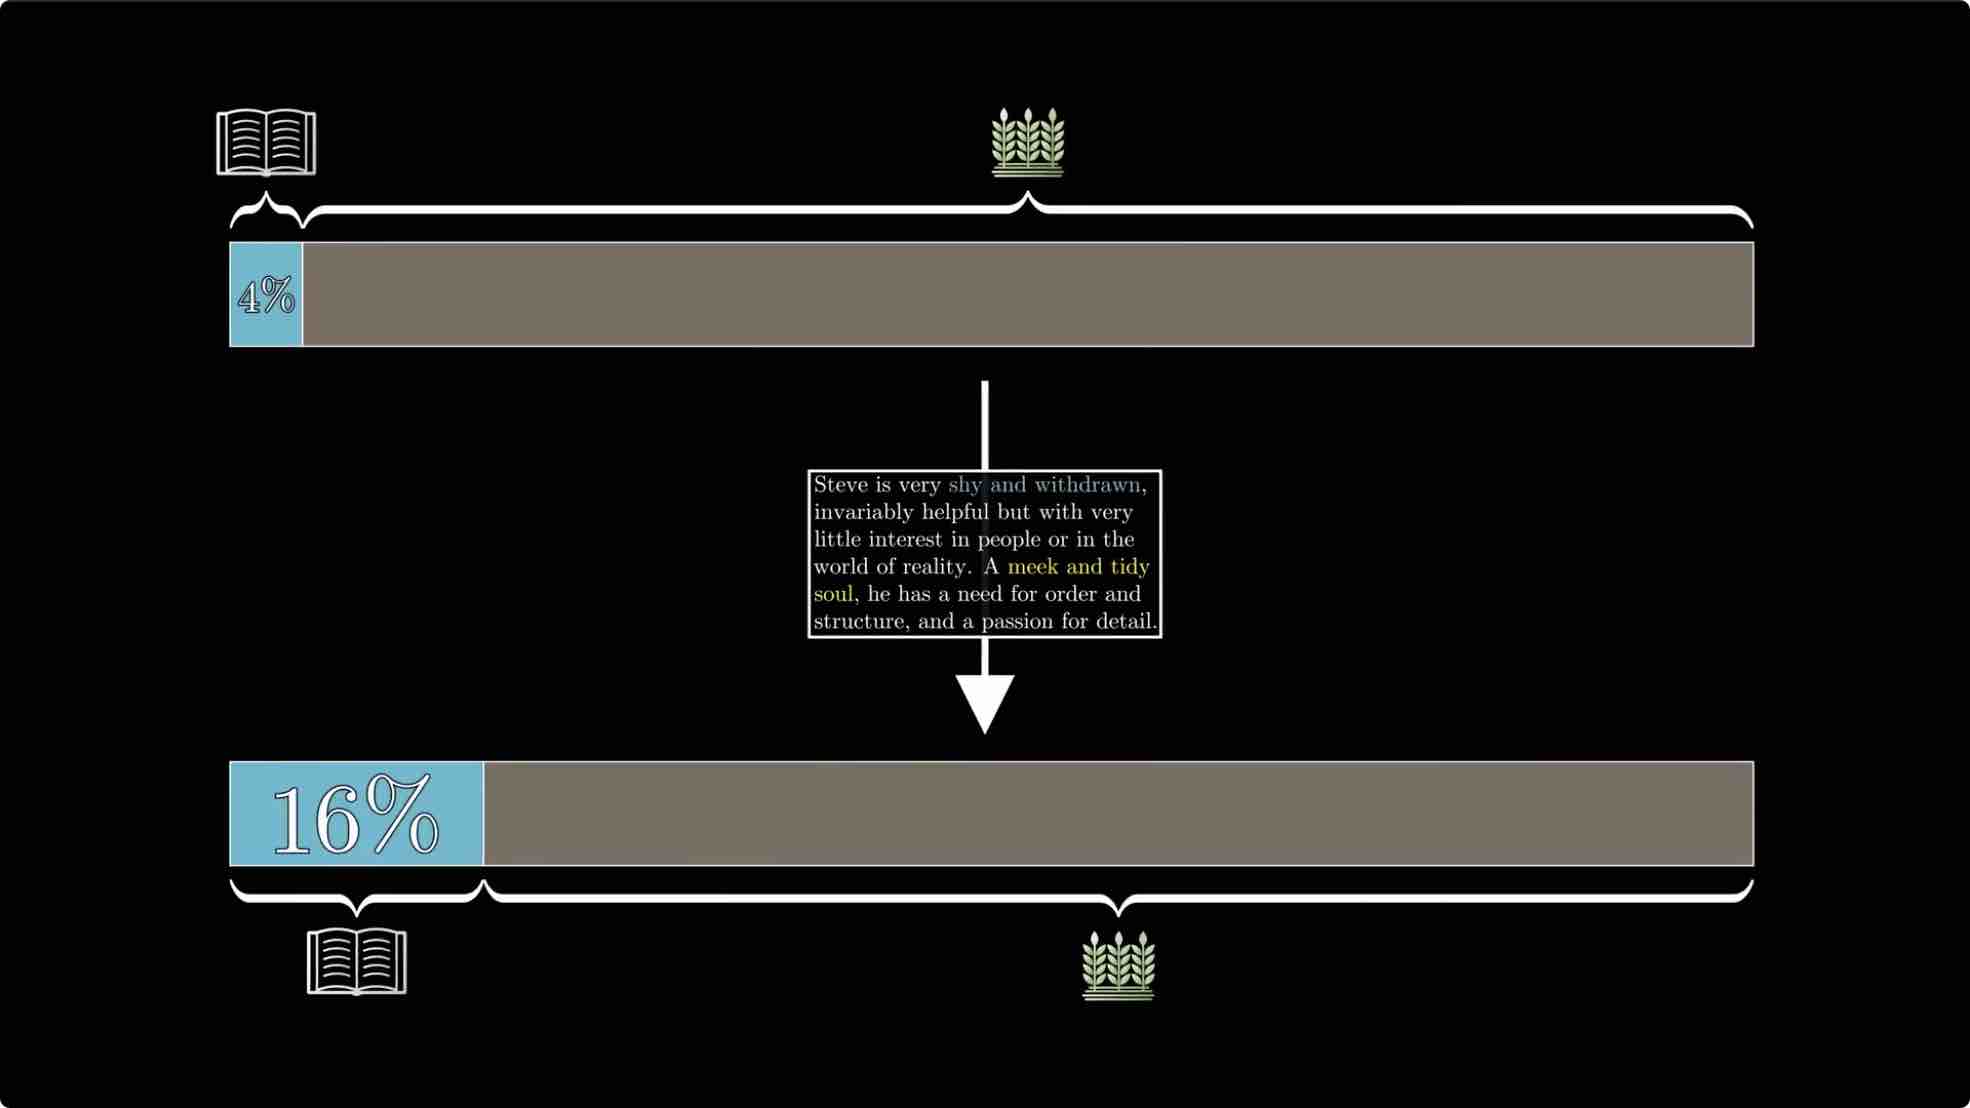 4%
Steve is very shy and withdrawn,
invariably helpful but with very
little interest in people or in the
world of reality. A meek and tidy
soul, he has a need for order and
structure, and a passion for detail.
16%